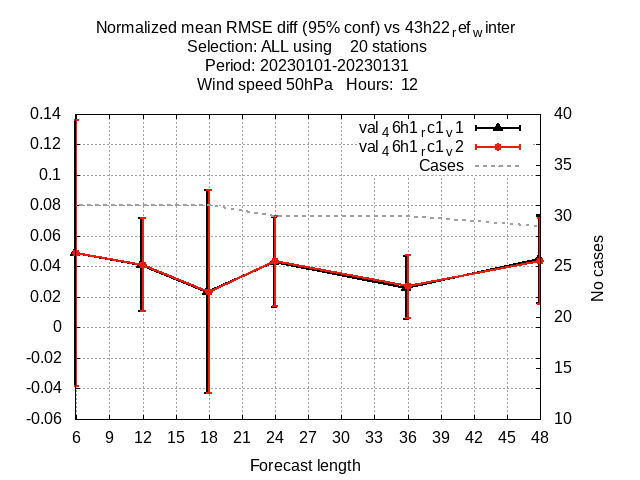 Normalized mean RMSE diff (95% conf) vs 43h22refwinter
Selection: ALL using 20 stations
Period: 20230101-20230131
Wind speed 50hPa Hours: 12
val46h1rc1v1
val46h1rc1v2
Cases
0.14
0.12
0.1
0.08
0.06
0.04
0.02
0
-0.02
-0.04
-0.06
40
35
30
25
20
15
10
No cases
6 9 12 15 18 21 24 27 30 33 36 39 42 45 48
Forecast length